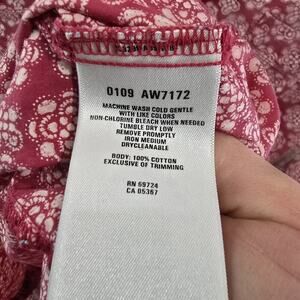 0109 AW7172
MACHINE WASH COLD GENTLE
WITH LIKE COLORS
NON-CHLORINE BLEACH WHEN NEEDED
TUMBLE DRY LOW
REMOVE PROMPTLY
IRON MEDIUM
DRYCLEANABLE
BODY: 100% COTTON
EXCLUSIVE OF TRIMMING
RN 69724
CA 05367